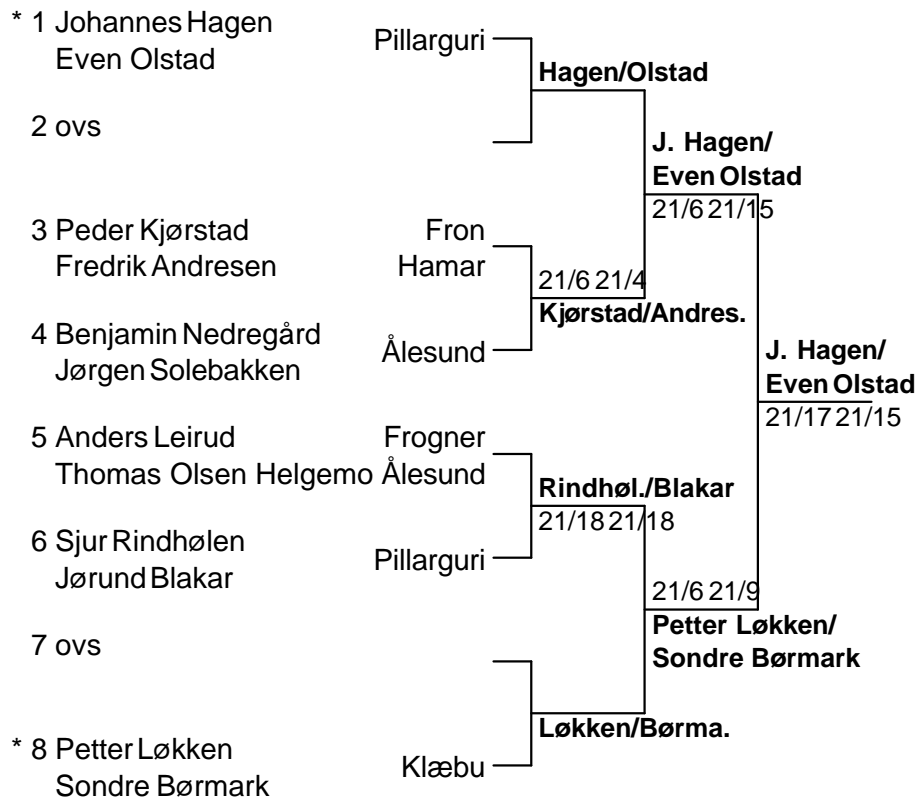 * 1 Johannes Hagen
Even Olstad
Pillarguri
Hagen/Olstad
2 ovs
J. Hagen/
Even Olstad
21/6 21/15
3 Peder Kjørstad
Fredrik Andresen
Fron
Hamar
21/6 21/4
Kjørstad/Andres.
4 Benjamin Nedregård
Jørgen Solebakken
Ålesund
J. Hagen/
Even Olstad
21/17 21/15
5 Anders Leirud
Thomas Olsen Helgemo
Frogner
Ålesund
Rindhøl./Blakar
21/18 21/18
6 Sjur Rindhølen
Jørund Blakar
Pillarguri
21/6 21/9
Petter Løkken/
Sondre Børmark
7 ovs
Løkken/Børma.
* 8 Petter Løkken
Sondre Børmark
Klæbu